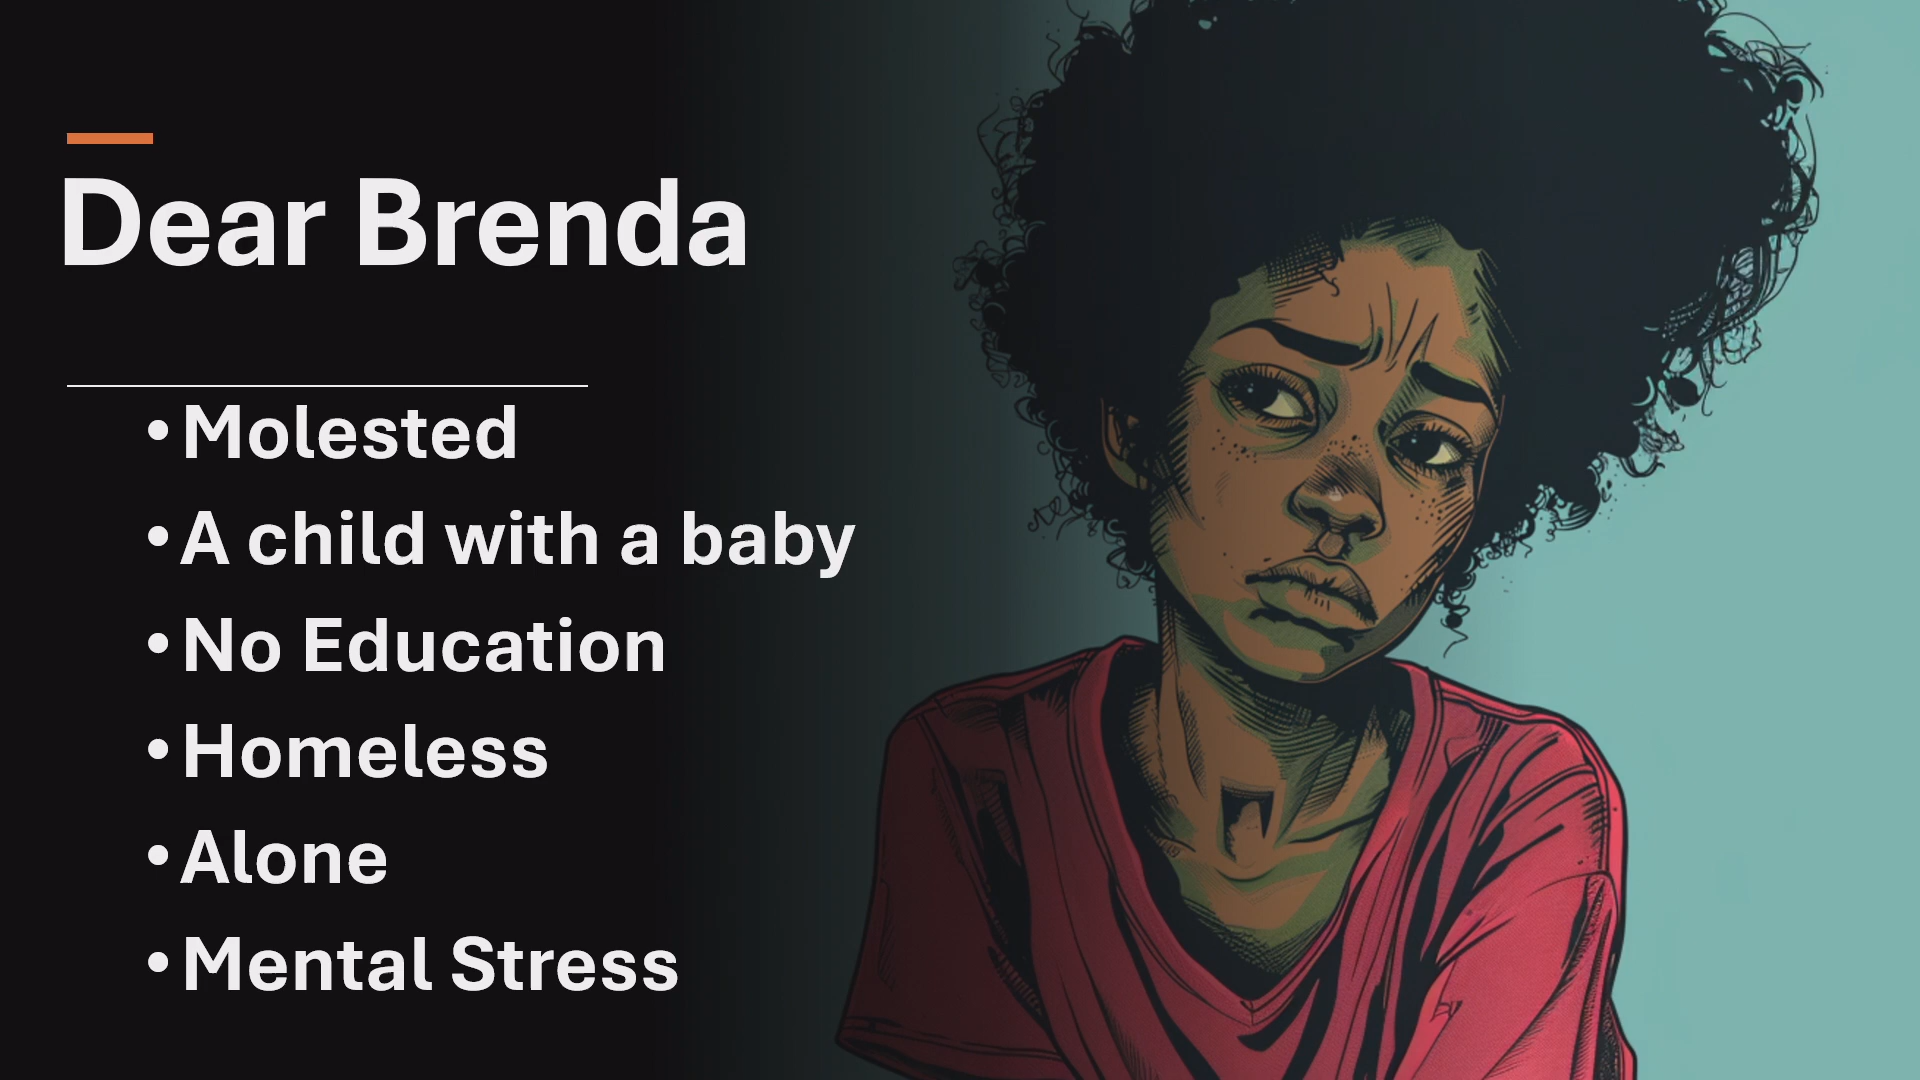 Dear Brenda
• Molested
• A child with a baby
• No Education
• Homeless
• Alone
• Mental Stress